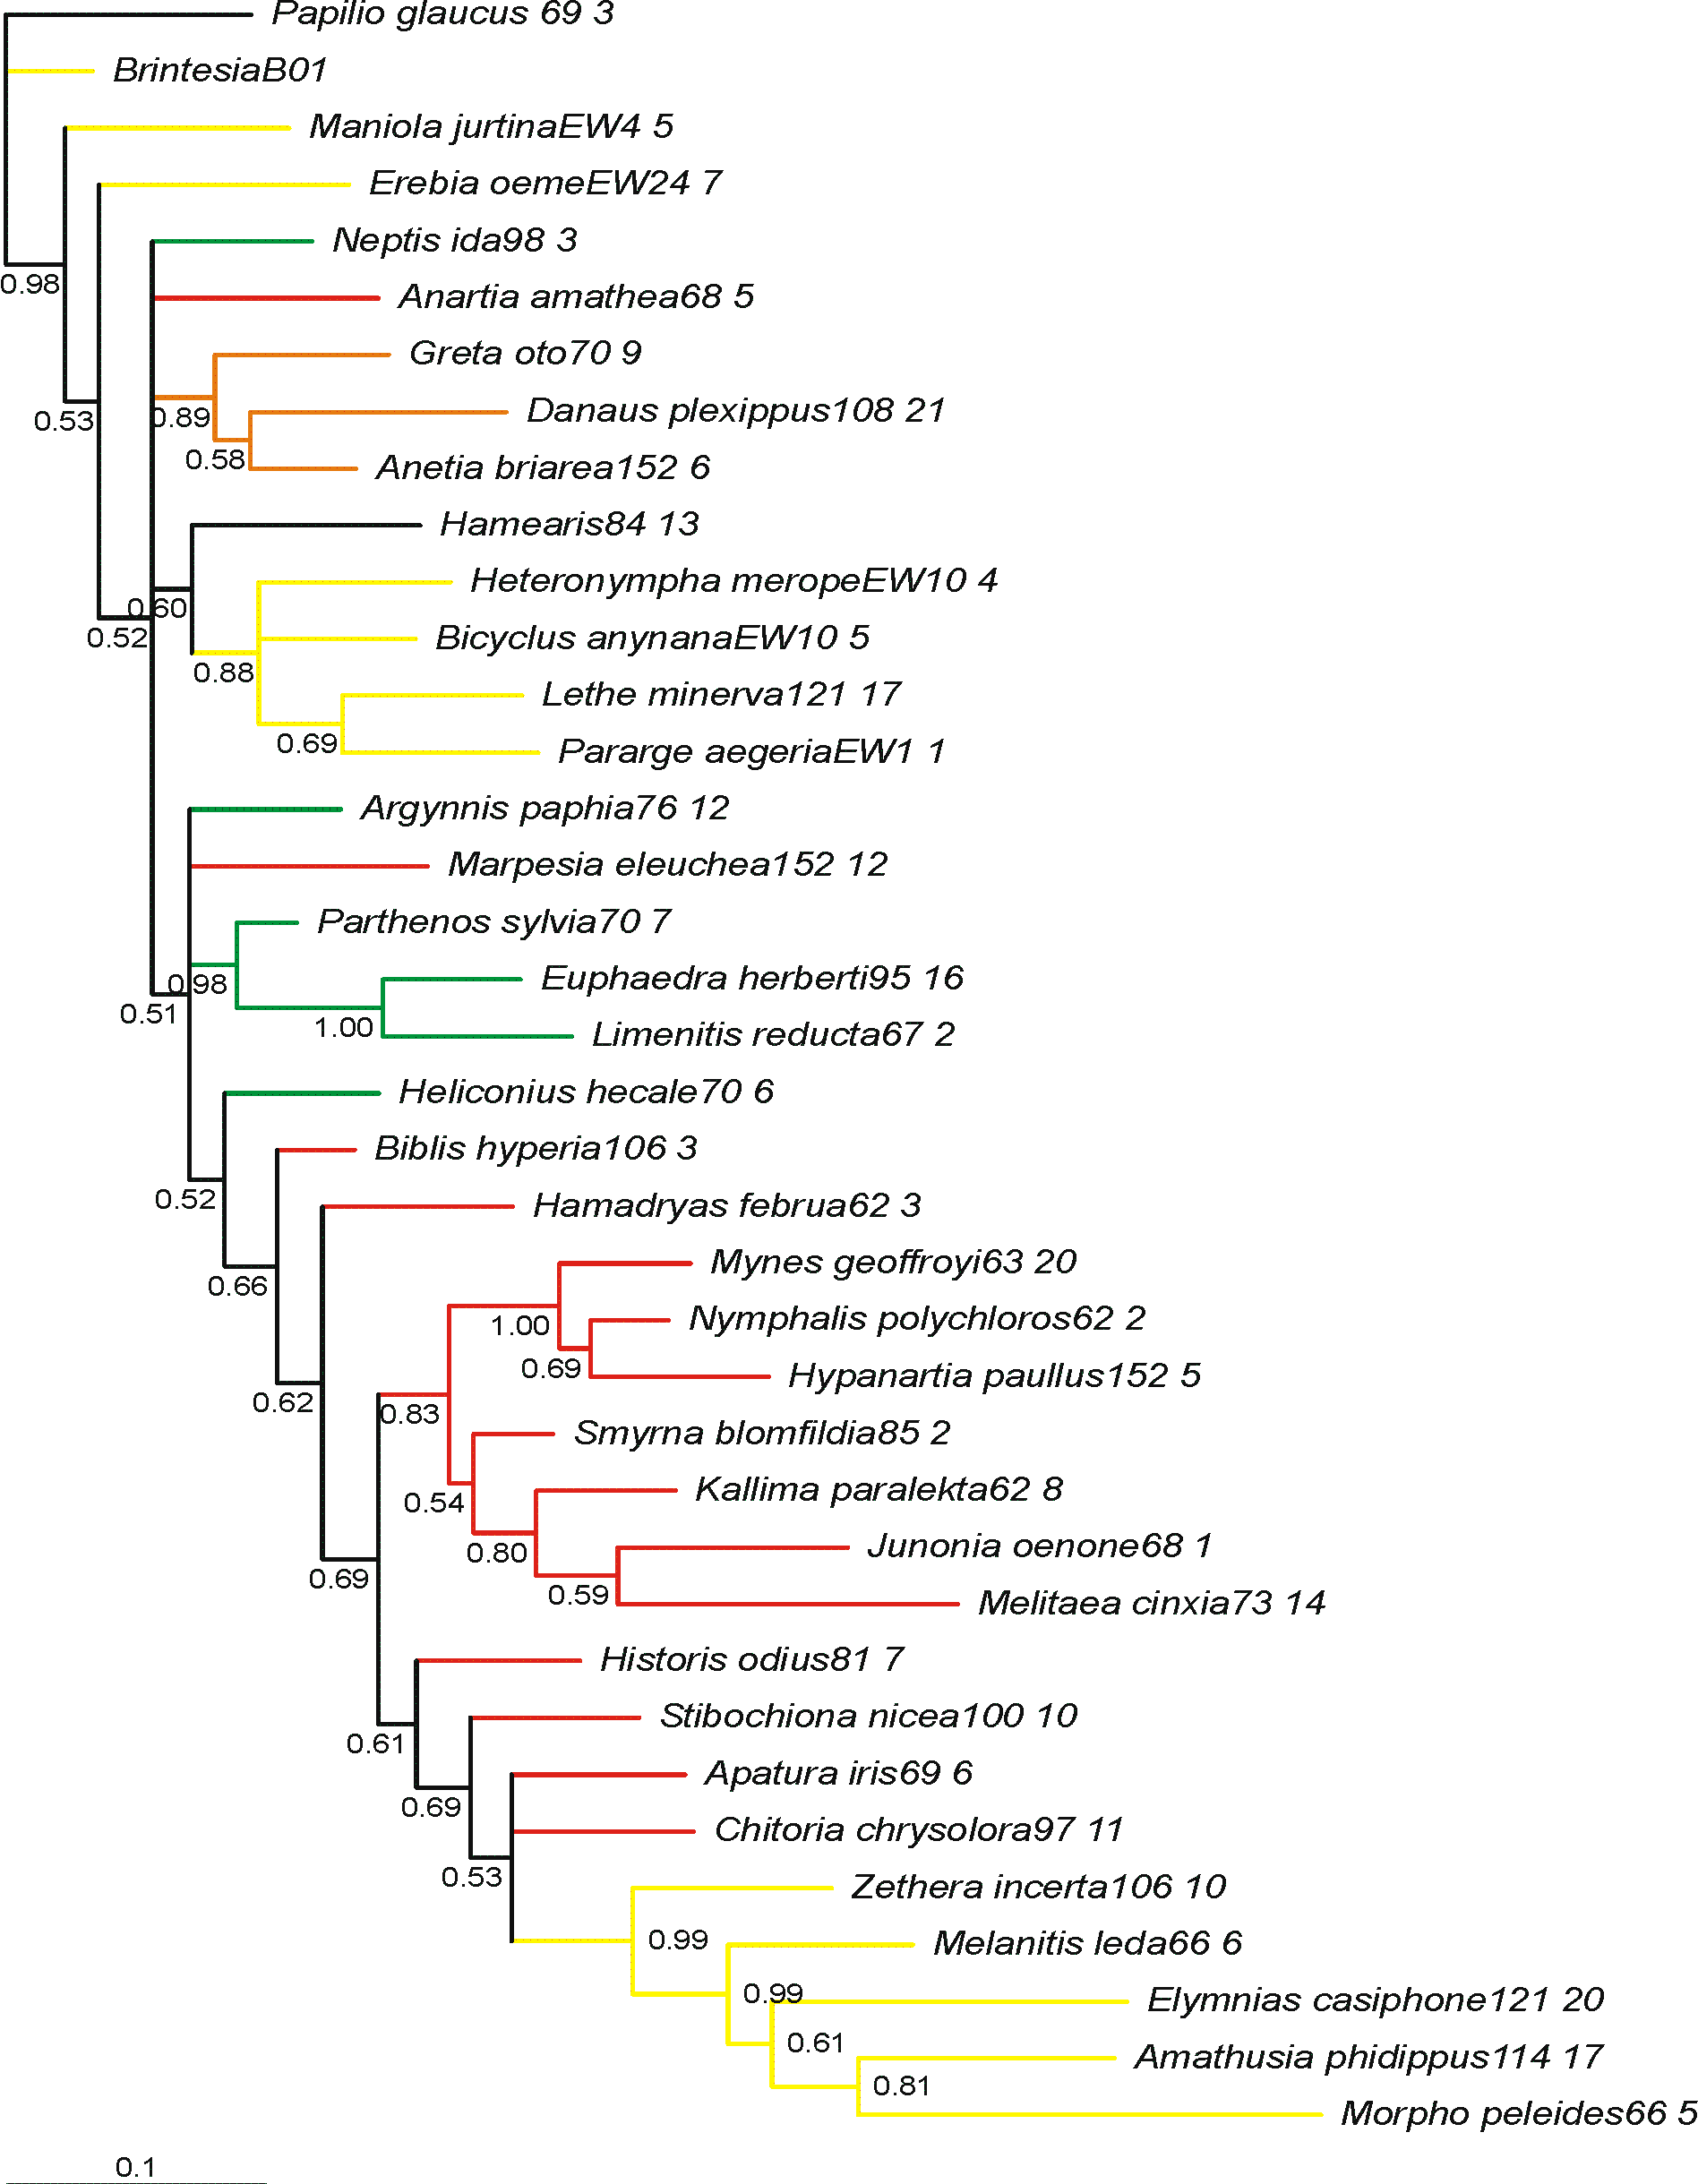 Papilio glaucus 69 3
BrintesiaB01
Maniola jurtinaEW4 5
Erebia oemeEW24 7
Neptis ida98 3
0.98
Anartia amathea68 5
Greta oto70 9
Danaus plexippus108 21
0.89
0.53
0.58
Anetia briarea152 6
Hamearis84 13
Heteronympha meropeEW10 4
0.60
0.52
Bicyclus anynanaEW10 5
0.88
Lethe minerva121 17
0.69
Pararge aegeriaEW1 1
Argynnis paphia76 12
Marpesia eleuchea152 12
Parthenos sylvia70 7
0.98
Euphaedra herberti95 16
0.51
1.00
Limenitis reducta67 2
Heliconius hecale70 6
Biblis hyperia106 3
0.52
Hamadryas februa62 3
Mynes geoffroyi63 20
0.66
Nymphalis polychloros62 2
1.00
0.69
Hypanartia paullus152 5
0.62
0.83
Smyrna blomfildia85 2
Kallima paralekta62 8
0.54
Junonia oenone68 1
0.80
0.69
0.59
Melitaea cinxia73 14
Historis odius81 7
Stibochiona nicea100 10
0.61
Apatura iris69 6
0.69
Chitoria chrysolora97 11
0.53
Zethera incerta106 10
0.99
Melanitis leda66 6
0.99
Elymnias casiphone121 20
0.61
Amathusia phidippus114 17
0.81
Morpho peleides66 5
0.1